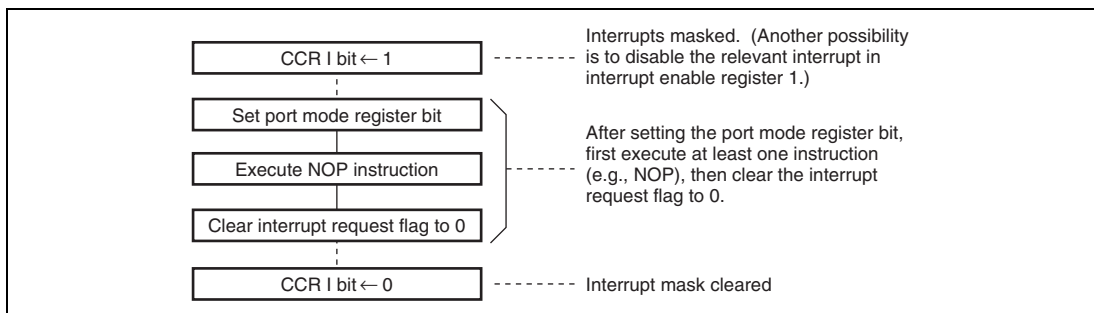 CCR I bit ← 1
Interrupts masked.  (Another possibility
is to disable the relevant interrupt in
interrupt enable register 1.)
Set port mode register bit
Execute NOP instruction
Clear interrupt request flag to 0
After setting the port mode register bit,
first execute at least one instruction
(e.g., NOP), then clear the interrupt
request flag to 0.
CCR I bit ← 0
Interrupt mask cleared